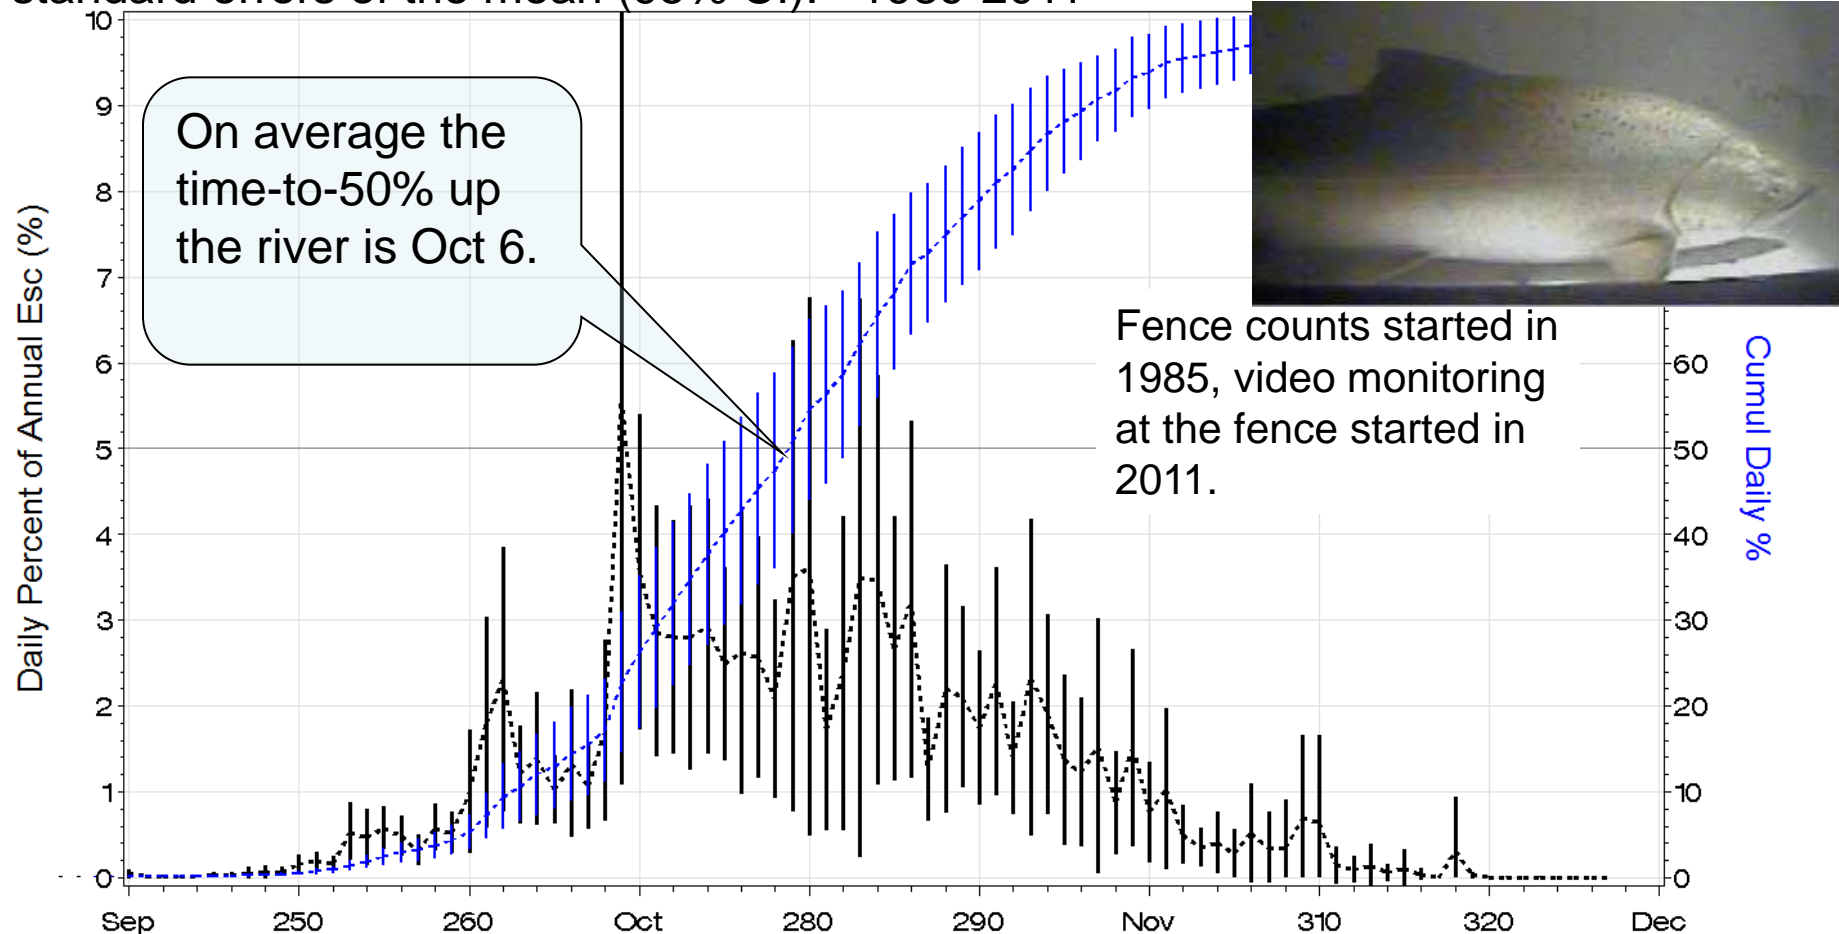 On average the
time-to-50% up
the river is Oct 6.
Fence counts started in
1985, video monitoring
at the fence started in
2011.
Daily Percent of Annual Esc (%)
10
9
8
7
6
5
4
3
2
1
0
Cumul Daily %
60
50
40
30
20
10
0
Sep 250 260 Oct 280 290 Nov 310 320 Dec